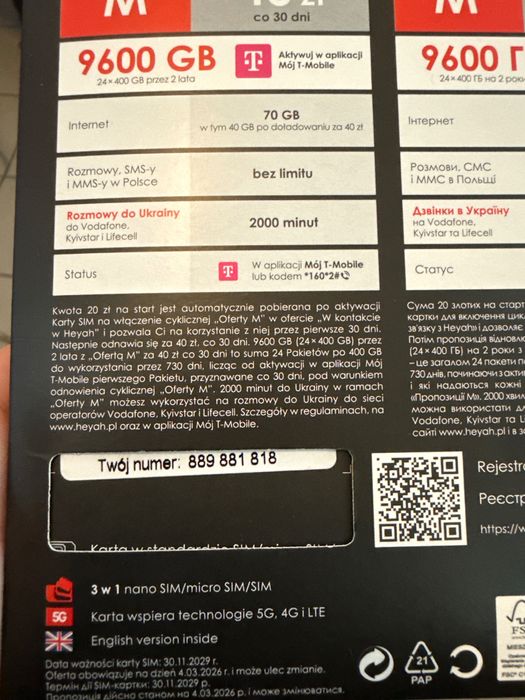 M
co 30 dni
9600 GB
24×400 GB przez 2 lata
T
Aktywuj w aplikacji
Mój T-Mobile
Internet
70 GB
w tym 40 GB po doładowaniu za 40 zł
Rozmowy, SMS-y
i MMS-y w Polsce
bez limitu
Rozmowy do Ukrainy
do Vodafone,
Kyivstar i Lifecell
2000 minut
Status
T
W aplikacji Mój T-Mobile
lub kodem *160*2#
Kwota 20 zł na start jest automatycznie pobierana po aktywacji
Karty SIM na włączenie cyklicznej „Oferty M" w ofercie „W kontakcie
w Heyah" i pozwala Ci na korzystanie z niej przez pierwsze 30 dni.
Następnie odnawia się za 40 zł, co 30 dni. 9600 GB (24×400 GB) przez
2 lata z „Ofertą M" za 40 zł co 30 dni to suma 24 Pakietów po 400 GB
do wykorzystania przez 730 dni, licząc od aktywacji w aplikacji Mój
T-Mobile pierwszego Pakietu, przyznawane co 30 dni, pod warunkiem
odnowienia cyklicznej „Oferty M". 2000 minut do Ukrainy w ramach
„Oferty M" możesz wykorzystać na rozmowy do Ukrainy do sieci
operatorów Vodafone, Kyivstar i Lifecell. Szczegóły w regulaminach, na
www.heyah.pl oraz w aplikacji Mój T-Mobile.
Twój numer: 889 881 818
Karta w standardzie
3 w 1 nano SIM/micro SIM/SIM
5G
Karta wspiera technologie 5G, 4G i LTE
English version inside
Data ważności karty SIM: 30.11.2029 r.
Oferta obowiązuje na dzień 4.03.2026 r. i może ulec zmianie.
Термін дії SIM-картки: 30.11.2029 р.
Пропозиція дійсна станом на 4.03.2026 р. і може змінюватися.
M
9600
24×400 ГБ на 2
Інтернет
Розмови, СМС
і ММС в Польщі
Дзвінки в Україну
на Vodafone,
Kyivstar та Lifecell
Статус
Сума 20 злотих на
картки для включення
зв'язку з Heyah і дозволяє
Потім пропозиція
(24×400 ГБ) на 2 роки з
– це загалом 24 пакети
730 днів, починаючи з
і які надаються кожні
«Пропозиції М». 2000
можна використати
Vodafone, Kyivstar та
сайті www.heyah.pl і в
https://w
21
PAP
FS